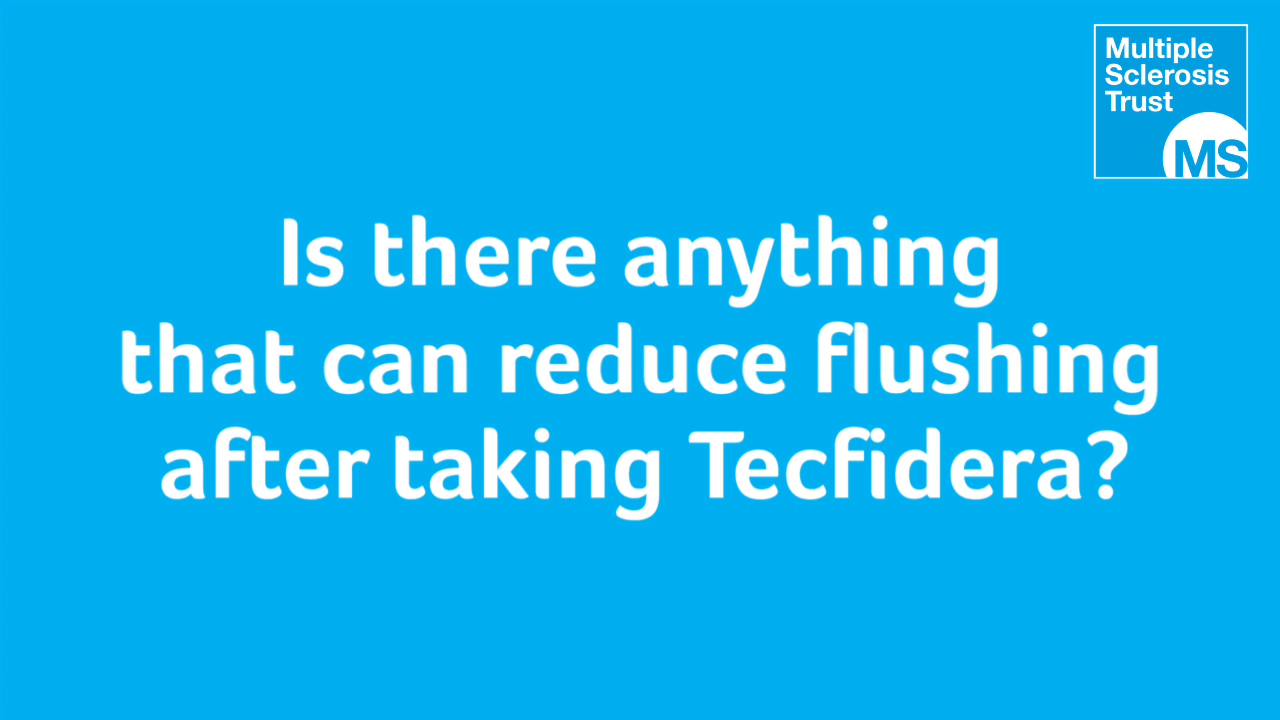 Multiple
Sclerosis
Trust
MS
Is there anything
that can reduce flushing
after taking Tecfidera?